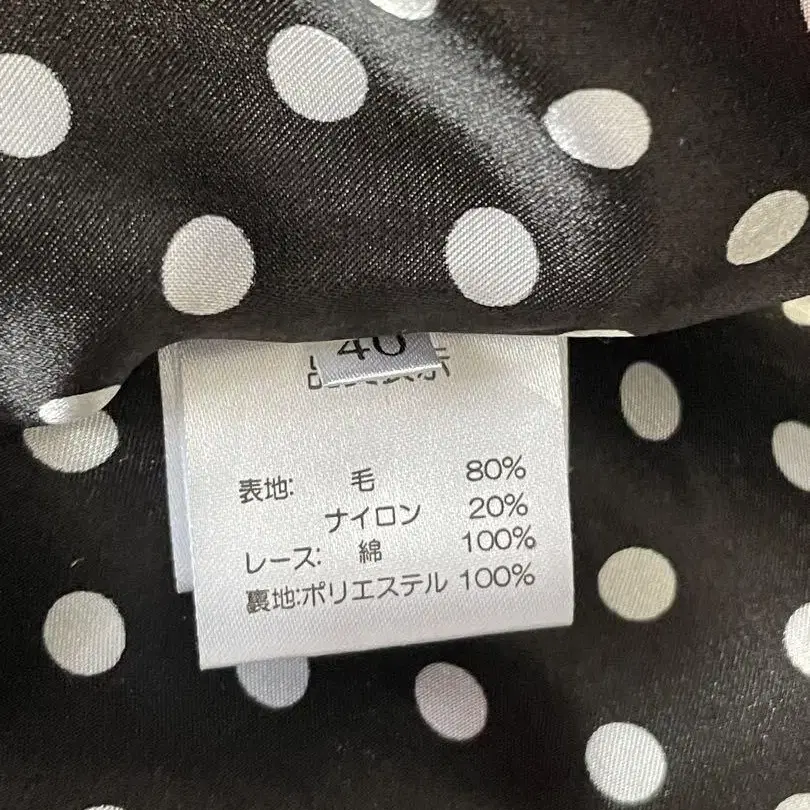 40
表地: 毛 80%
ナイロン 20%
レース: 綿 100%
裏地:ポリエステル 100%